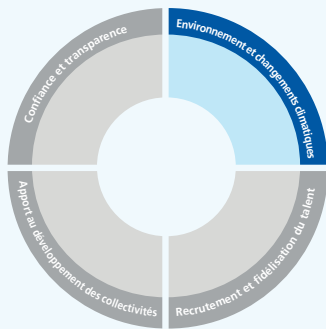 Confiance et transparence
Environnement et changements climatiques
Apport au développement des collectivités
Recrutement et fidélisation du talent